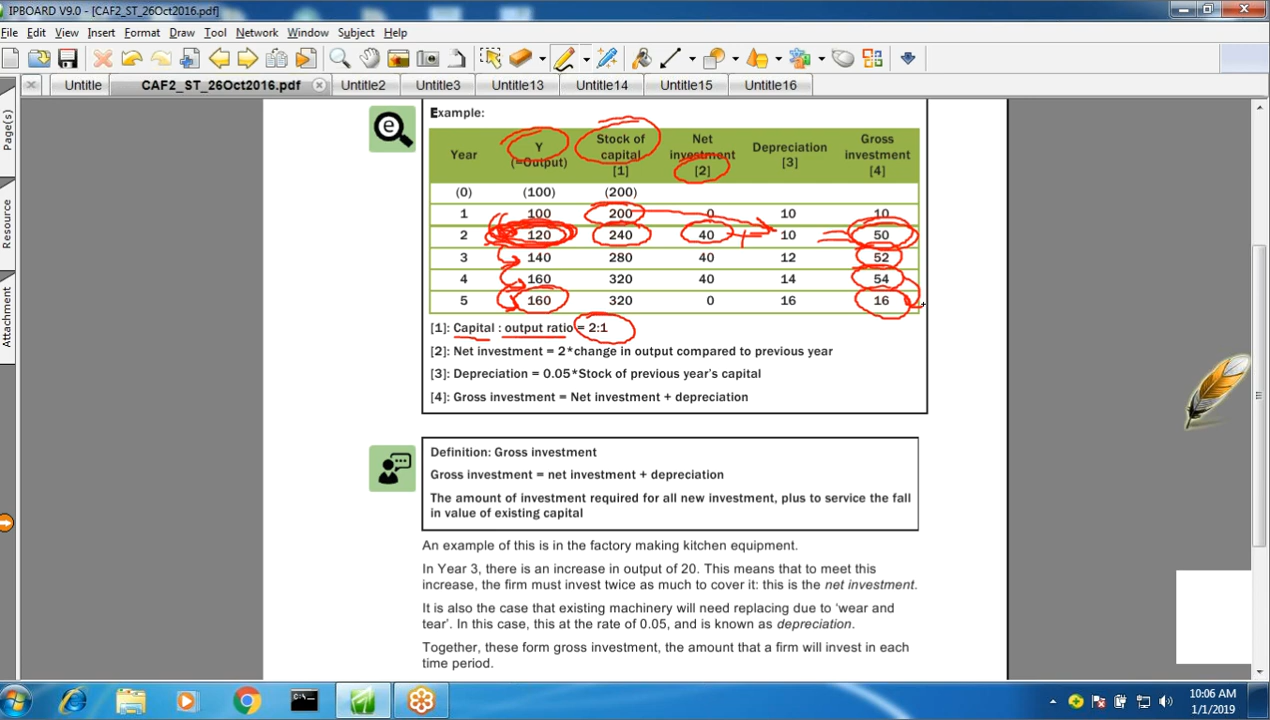 IPBOARD V9.0 - [CAF2_ST_26Oct2016.pdf]
File Edit View Insert Format Draw Tool Network Window Subject Help
Untitle CAF2_ST_26Oct2016.pdf Untitle2 Untitle3 Untitle13 Untitle14 Untitle15 Untitle16
Page(s)
Resource
Attachment
Example:
Year Y (=Output) Stock of capital [1] Net investment [2] Depreciation [3] Gross investment [4]
(0) (100) (200)
1 100 200 0 10 10
2 120 240 40 10 50
3 140 280 40 12 52
4 160 320 40 14 54
5 160 320 0 16 16
[1]: Capital : output ratio = 2:1
[2]: Net investment = 2*change in output compared to previous year
[3]: Depreciation = 0.05*Stock of previous year's capital
[4]: Gross investment = Net investment + depreciation
Definition: Gross investment
Gross investment = net investment + depreciation
The amount of investment required for all new investment, plus to service the fall
in value of existing capital
An example of this is in the factory making kitchen equipment.
In Year 3, there is an increase in output of 20. This means that to meet this
increase, the firm must invest twice as much to cover it: this is the net investment.
It is also the case that existing machinery will need replacing due to 'wear and
tear'. In this case, this at the rate of 0.05, and is known as depreciation.
Together, these form gross investment, the amount that a firm will invest in each
time period.
10:06 AM
1/1/2019